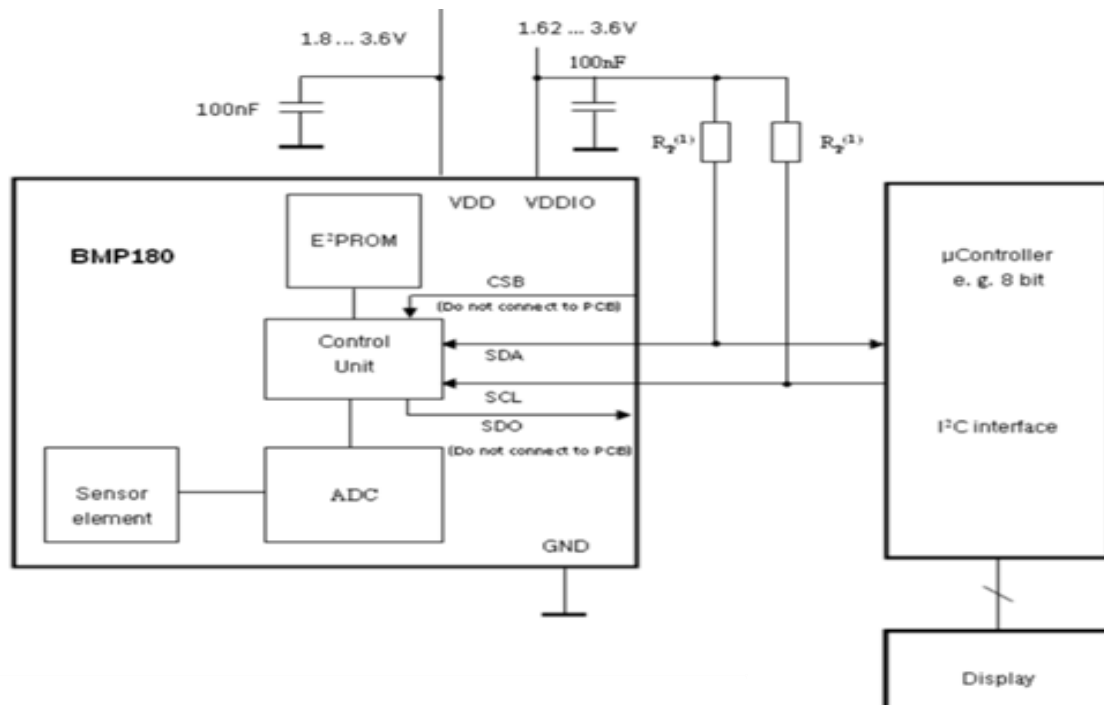 1.8 ... 3.6V
1.62 ... 3.6V
100nF
100nF
R_P⁽¹⁾
R_P⁽¹⁾
VDD
VDDIO
E²PROM
BMP180
µController
e. g. 8 bit
CSB
(Do not connect to PCB)
Control
Unit
SDA
SCL
SDO
(Do not connect to PCB)
I²C interface
Sensor
element
ADC
GND
Display